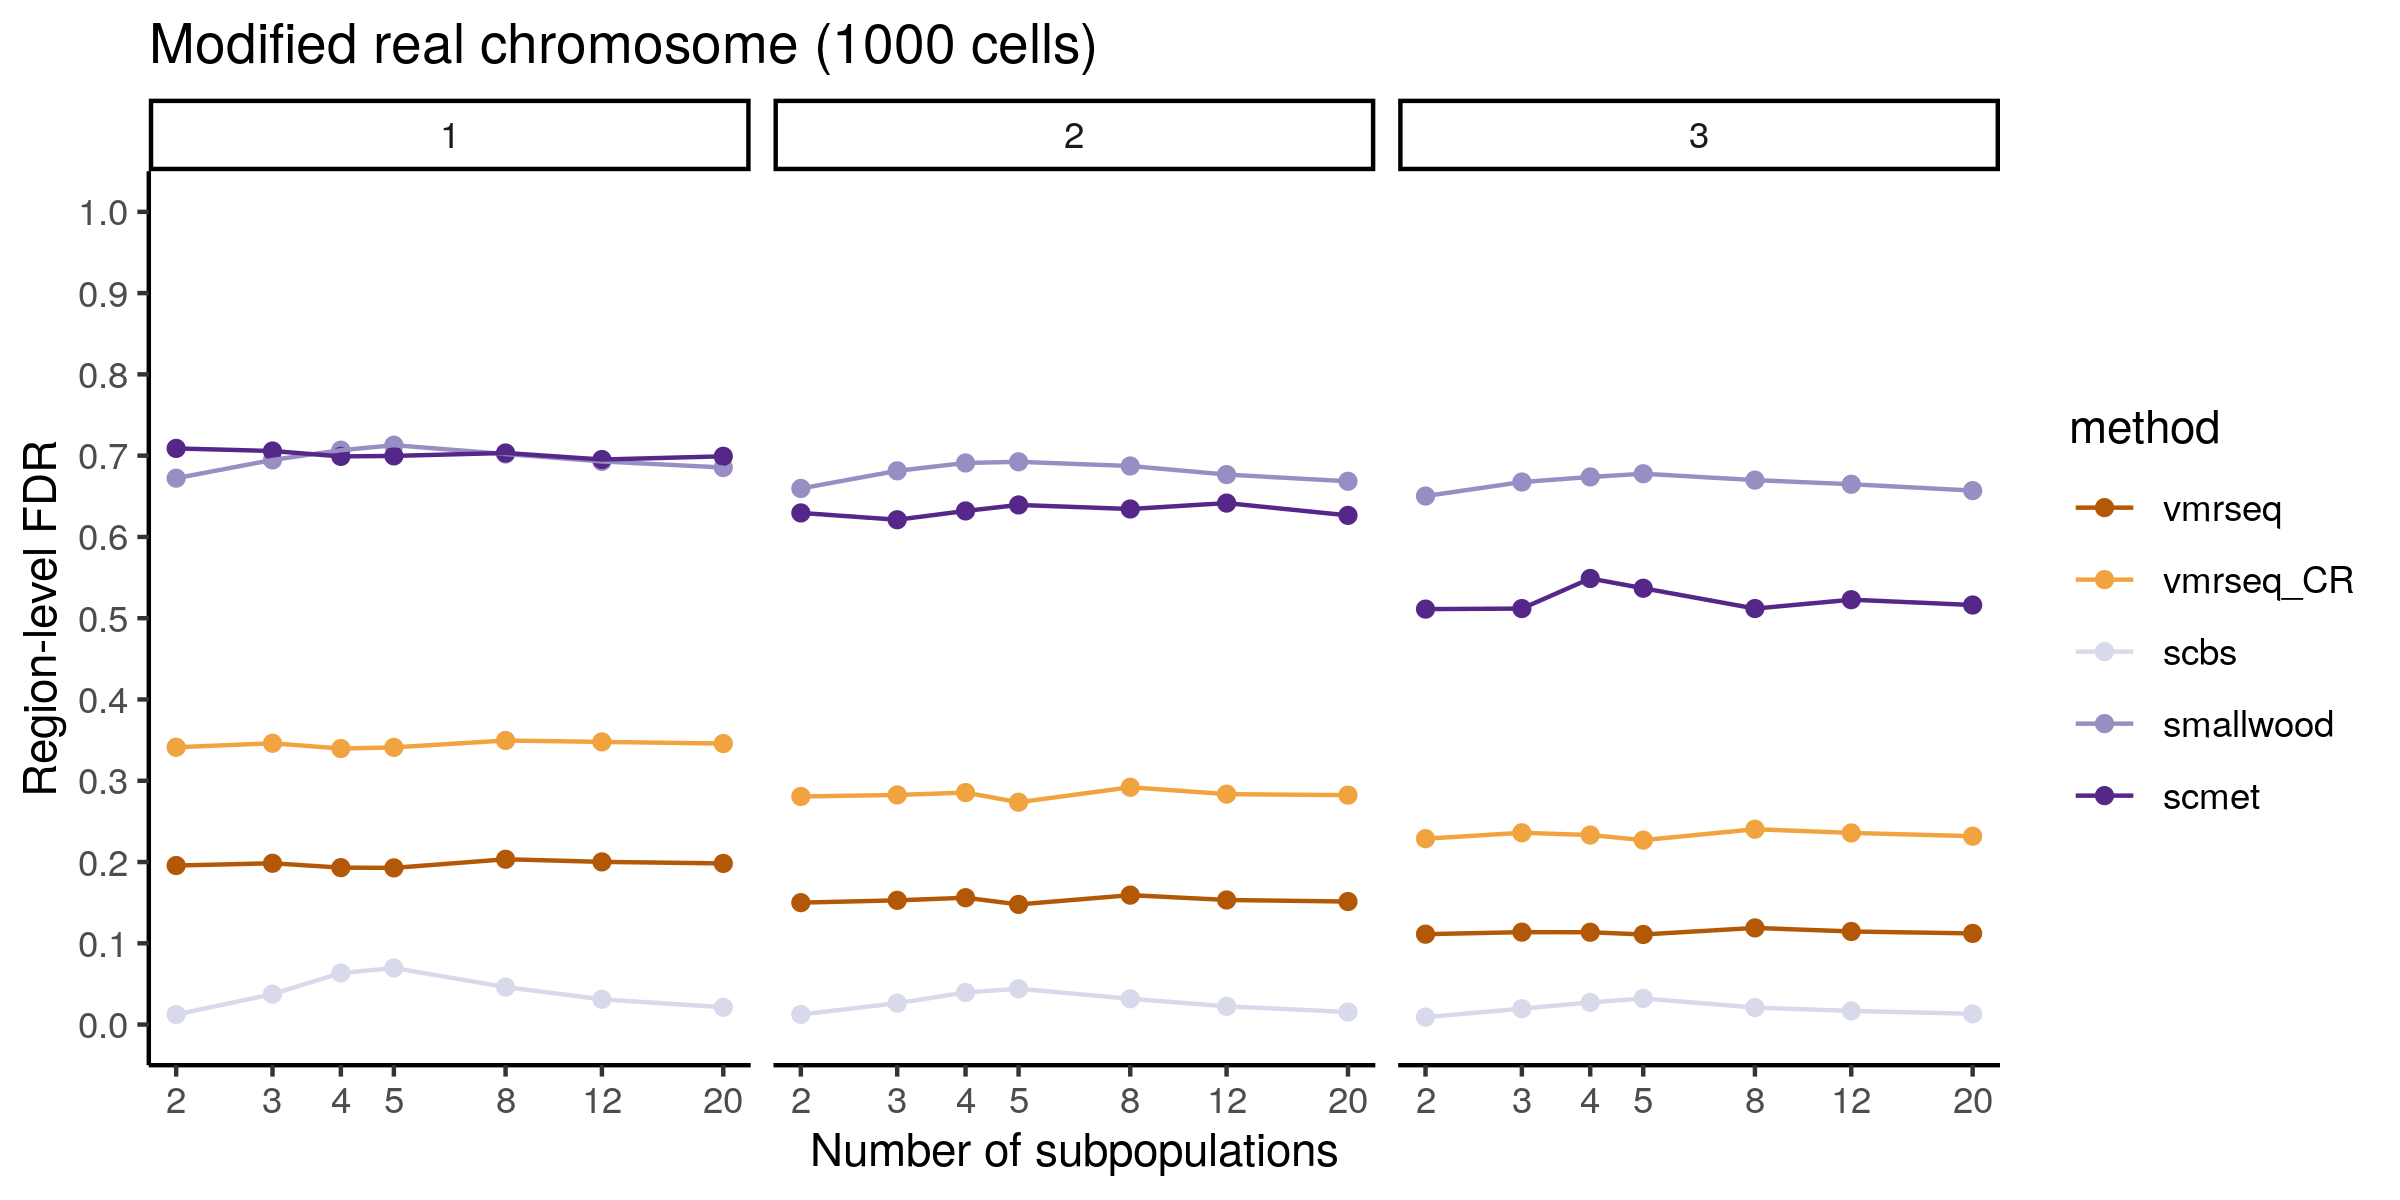 Modified real chromosome (1000 cells)
1 2 3
Region-level FDR
1.0
0.9
0.8
0.7
0.6
0.5
0.4
0.3
0.2
0.1
0.0
2 3 4 5 8 12 20 2 3 4 5 8 12 20 2 3 4 5 8 12 20
Number of subpopulations
method
vmrseq
vmrseq_CR
scbs
smallwood
scmet